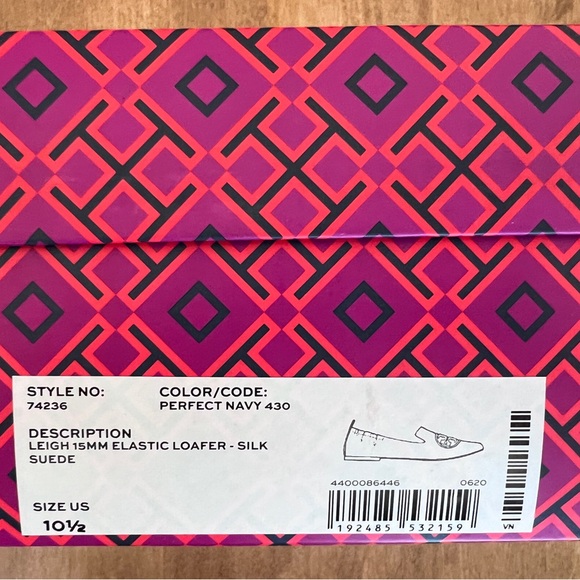 STYLE NO: COLOR/CODE:
74236 PERFECT NAVY 430
DESCRIPTION
LEIGH 15MM ELASTIC LOAFER - SILK
SUEDE
SIZE US
10½
4400086446 0620
192485 532159
VN